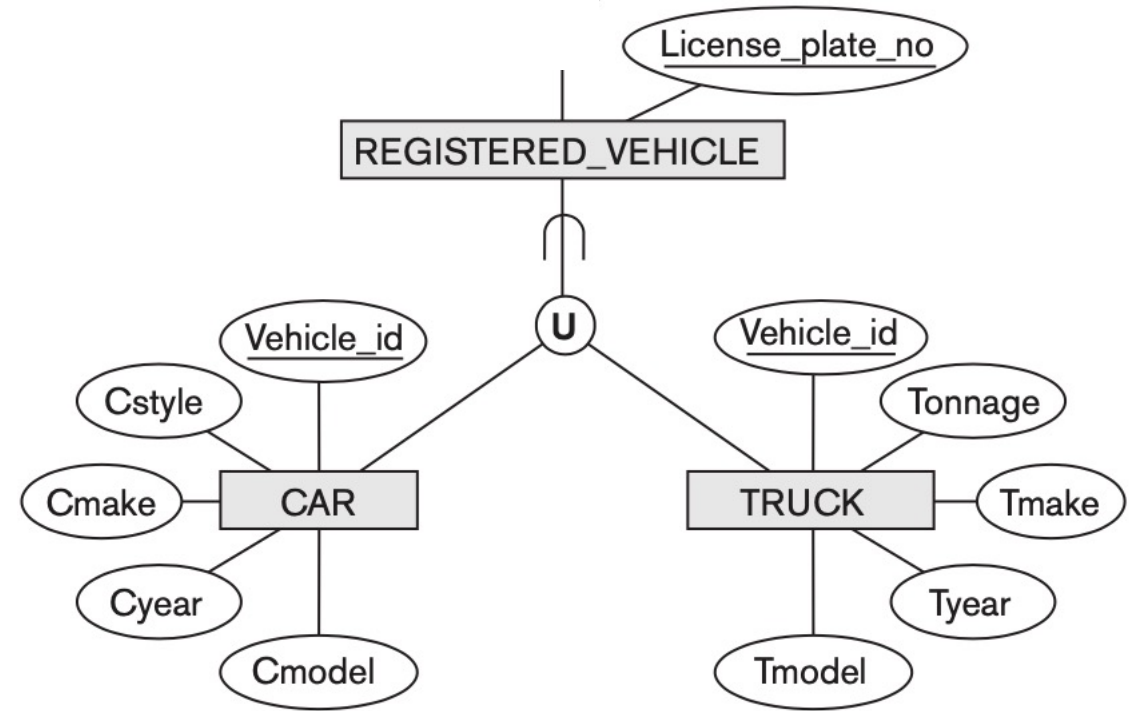 License_plate_no
REGISTERED_VEHICLE
U
Vehicle_id
Vehicle_id
Cstyle
Tonnage
Cmake
CAR
TRUCK
Tmake
Cyear
Tyear
Cmodel
Tmodel